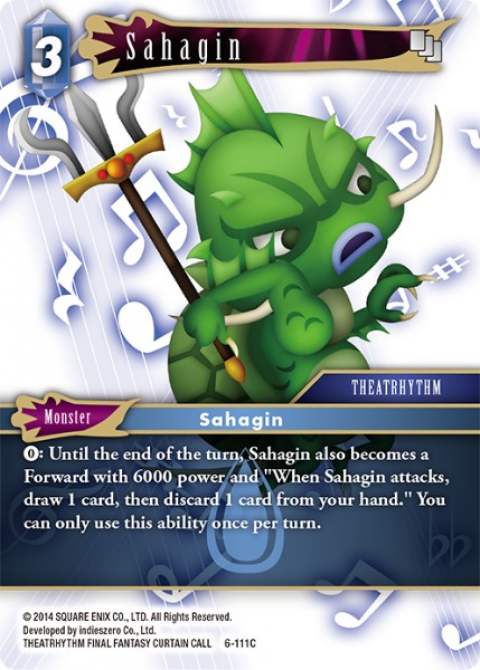 3
Sahagin
THEATRHYTHM
Monster
Sahagin
0: Until the end of the turn, Sahagin also becomes a
Forward with 6000 power and "When Sahagin attacks,
draw 1 card, then discard 1 card from your hand." You
can only use this ability once per turn.
© 2014 SQUARE ENIX CO., LTD. All Rights Reserved.
Developed by indieszero Co., Ltd.
THEATRHYTHM FINAL FANTASY CURTAIN CALL 6-111C